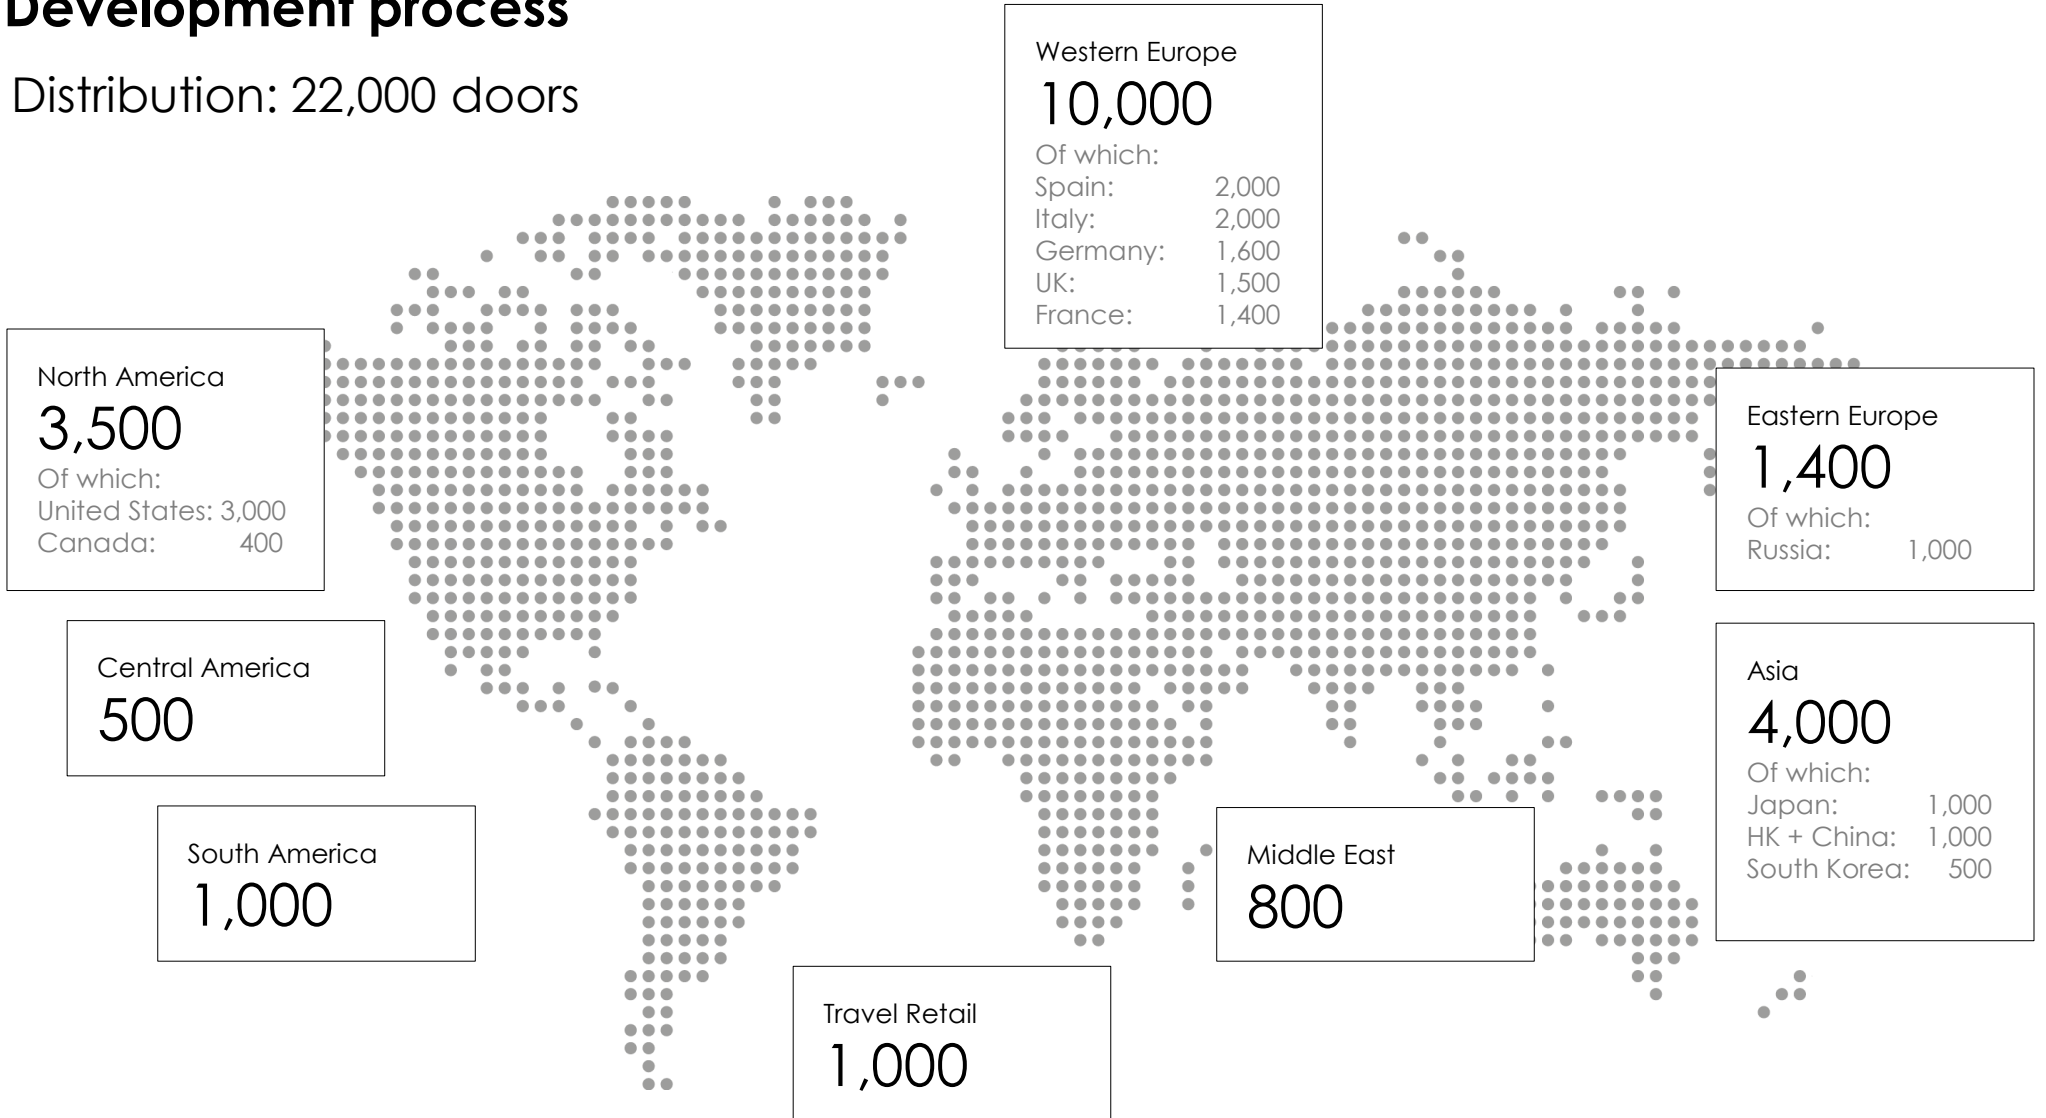 Development process
Distribution: 22,000 doors
Western Europe
10,000
Of which:
Spain: 2,000
Italy: 2,000
Germany: 1,600
UK: 1,500
France: 1,400
North America
3,500
Of which:
United States: 3,000
Canada: 400
Eastern Europe
1,400
Of which:
Russia: 1,000
Central America
500
Asia
4,000
Of which:
Japan: 1,000
HK + China: 1,000
South Korea: 500
South America
1,000
Middle East
800
Travel Retail
1,000